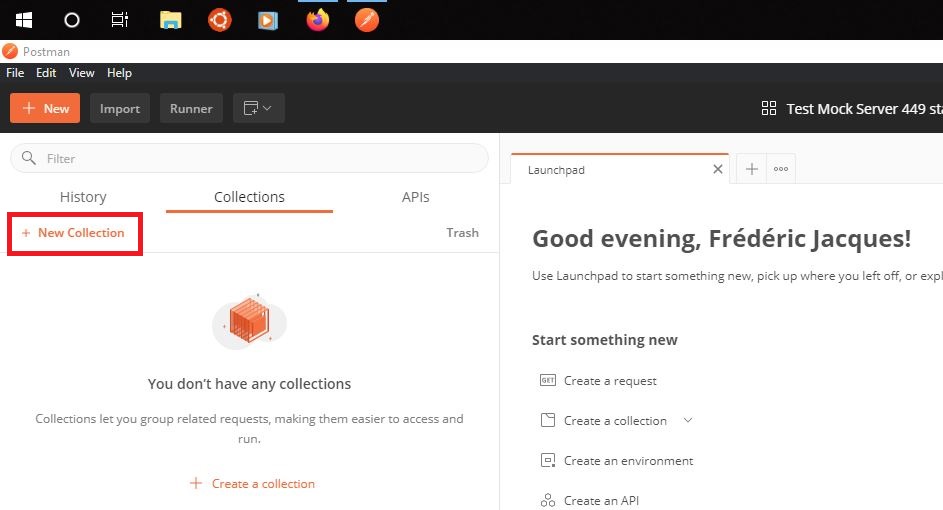 Postman
File Edit View Help
+ New Import Runner
Test Mock Server 449
Filter
History Collections APIs
+ New Collection Trash
You don't have any collections
Collections let you group related requests, making them easier to access and
run.
+ Create a collection
Launchpad
Good evening, Frédéric Jacques!
Use Launchpad to start something new, pick up where you left off, or
Start something new
GET Create a request
Create a collection
Create an environment
Create an API